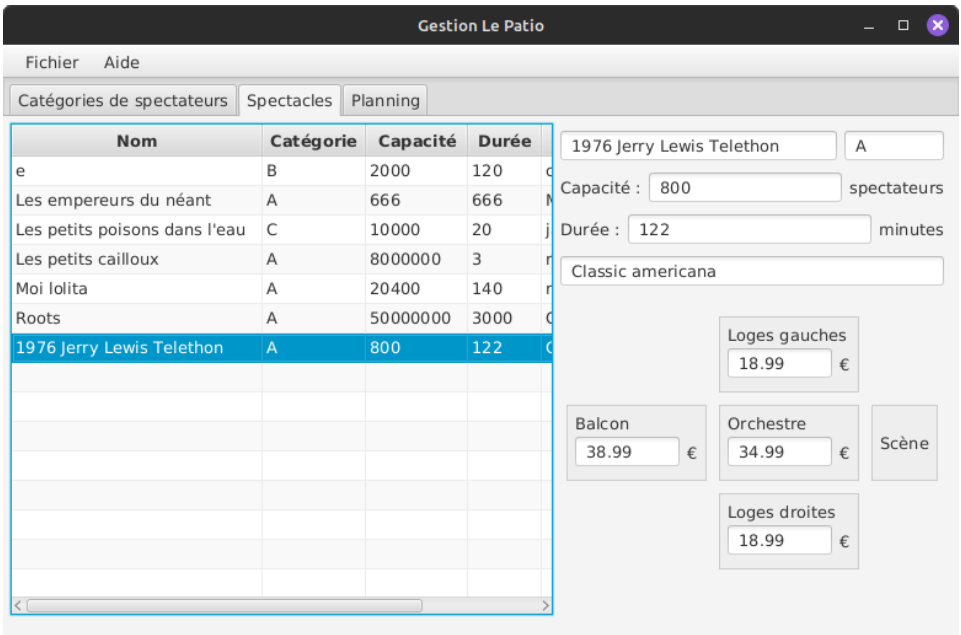 Gestion Le Patio
Fichier Aide
Catégories de spectateurs Spectacles Planning
Nom Catégorie Capacité Durée
e B 2000 120
Les empereurs du néant A 666 666
Les petits poisons dans l'eau C 10000 20
Les petits cailloux A 8000000 3
Moi lolita A 20400 140
Roots A 50000000 3000
1976 Jerry Lewis Telethon A 800 122
1976 Jerry Lewis Telethon A
Capacité : 800 spectateurs
Durée : 122 minutes
Classic americana
Loges gauches
18.99 €
Balcon
38.99 €
Orchestre
34.99 €
Scène
Loges droites
18.99 €